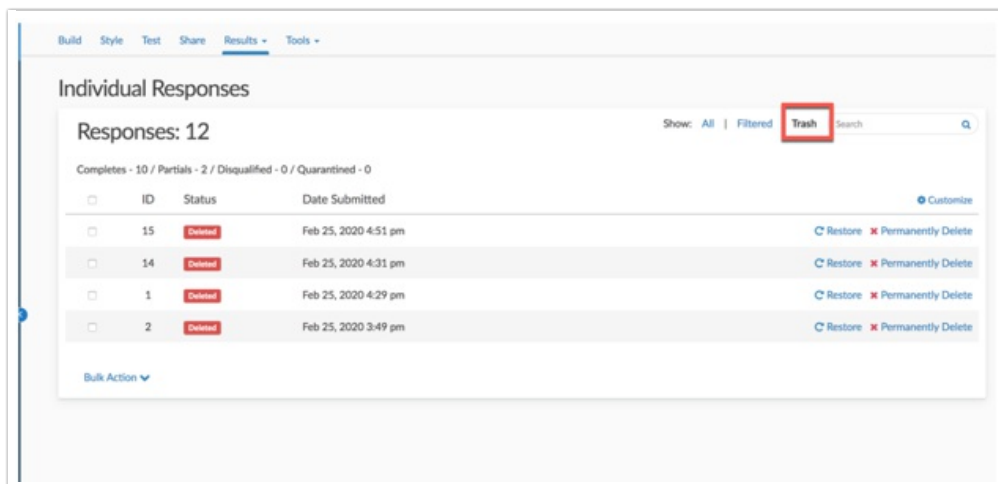 Build Style Test Share Results Tools
Individual Responses
Responses: 12
Show: All | Filtered Trash Search
Completes - 10 / Partials - 2 / Disqualified - 0 / Quarantined - 0
ID Status Date Submitted Customize
15 Deleted Feb 25, 2020 4:51 pm Restore Permanently Delete
14 Deleted Feb 25, 2020 4:31 pm Restore Permanently Delete
1 Deleted Feb 25, 2020 4:29 pm Restore Permanently Delete
2 Deleted Feb 25, 2020 3:49 pm Restore Permanently Delete
Bulk Action